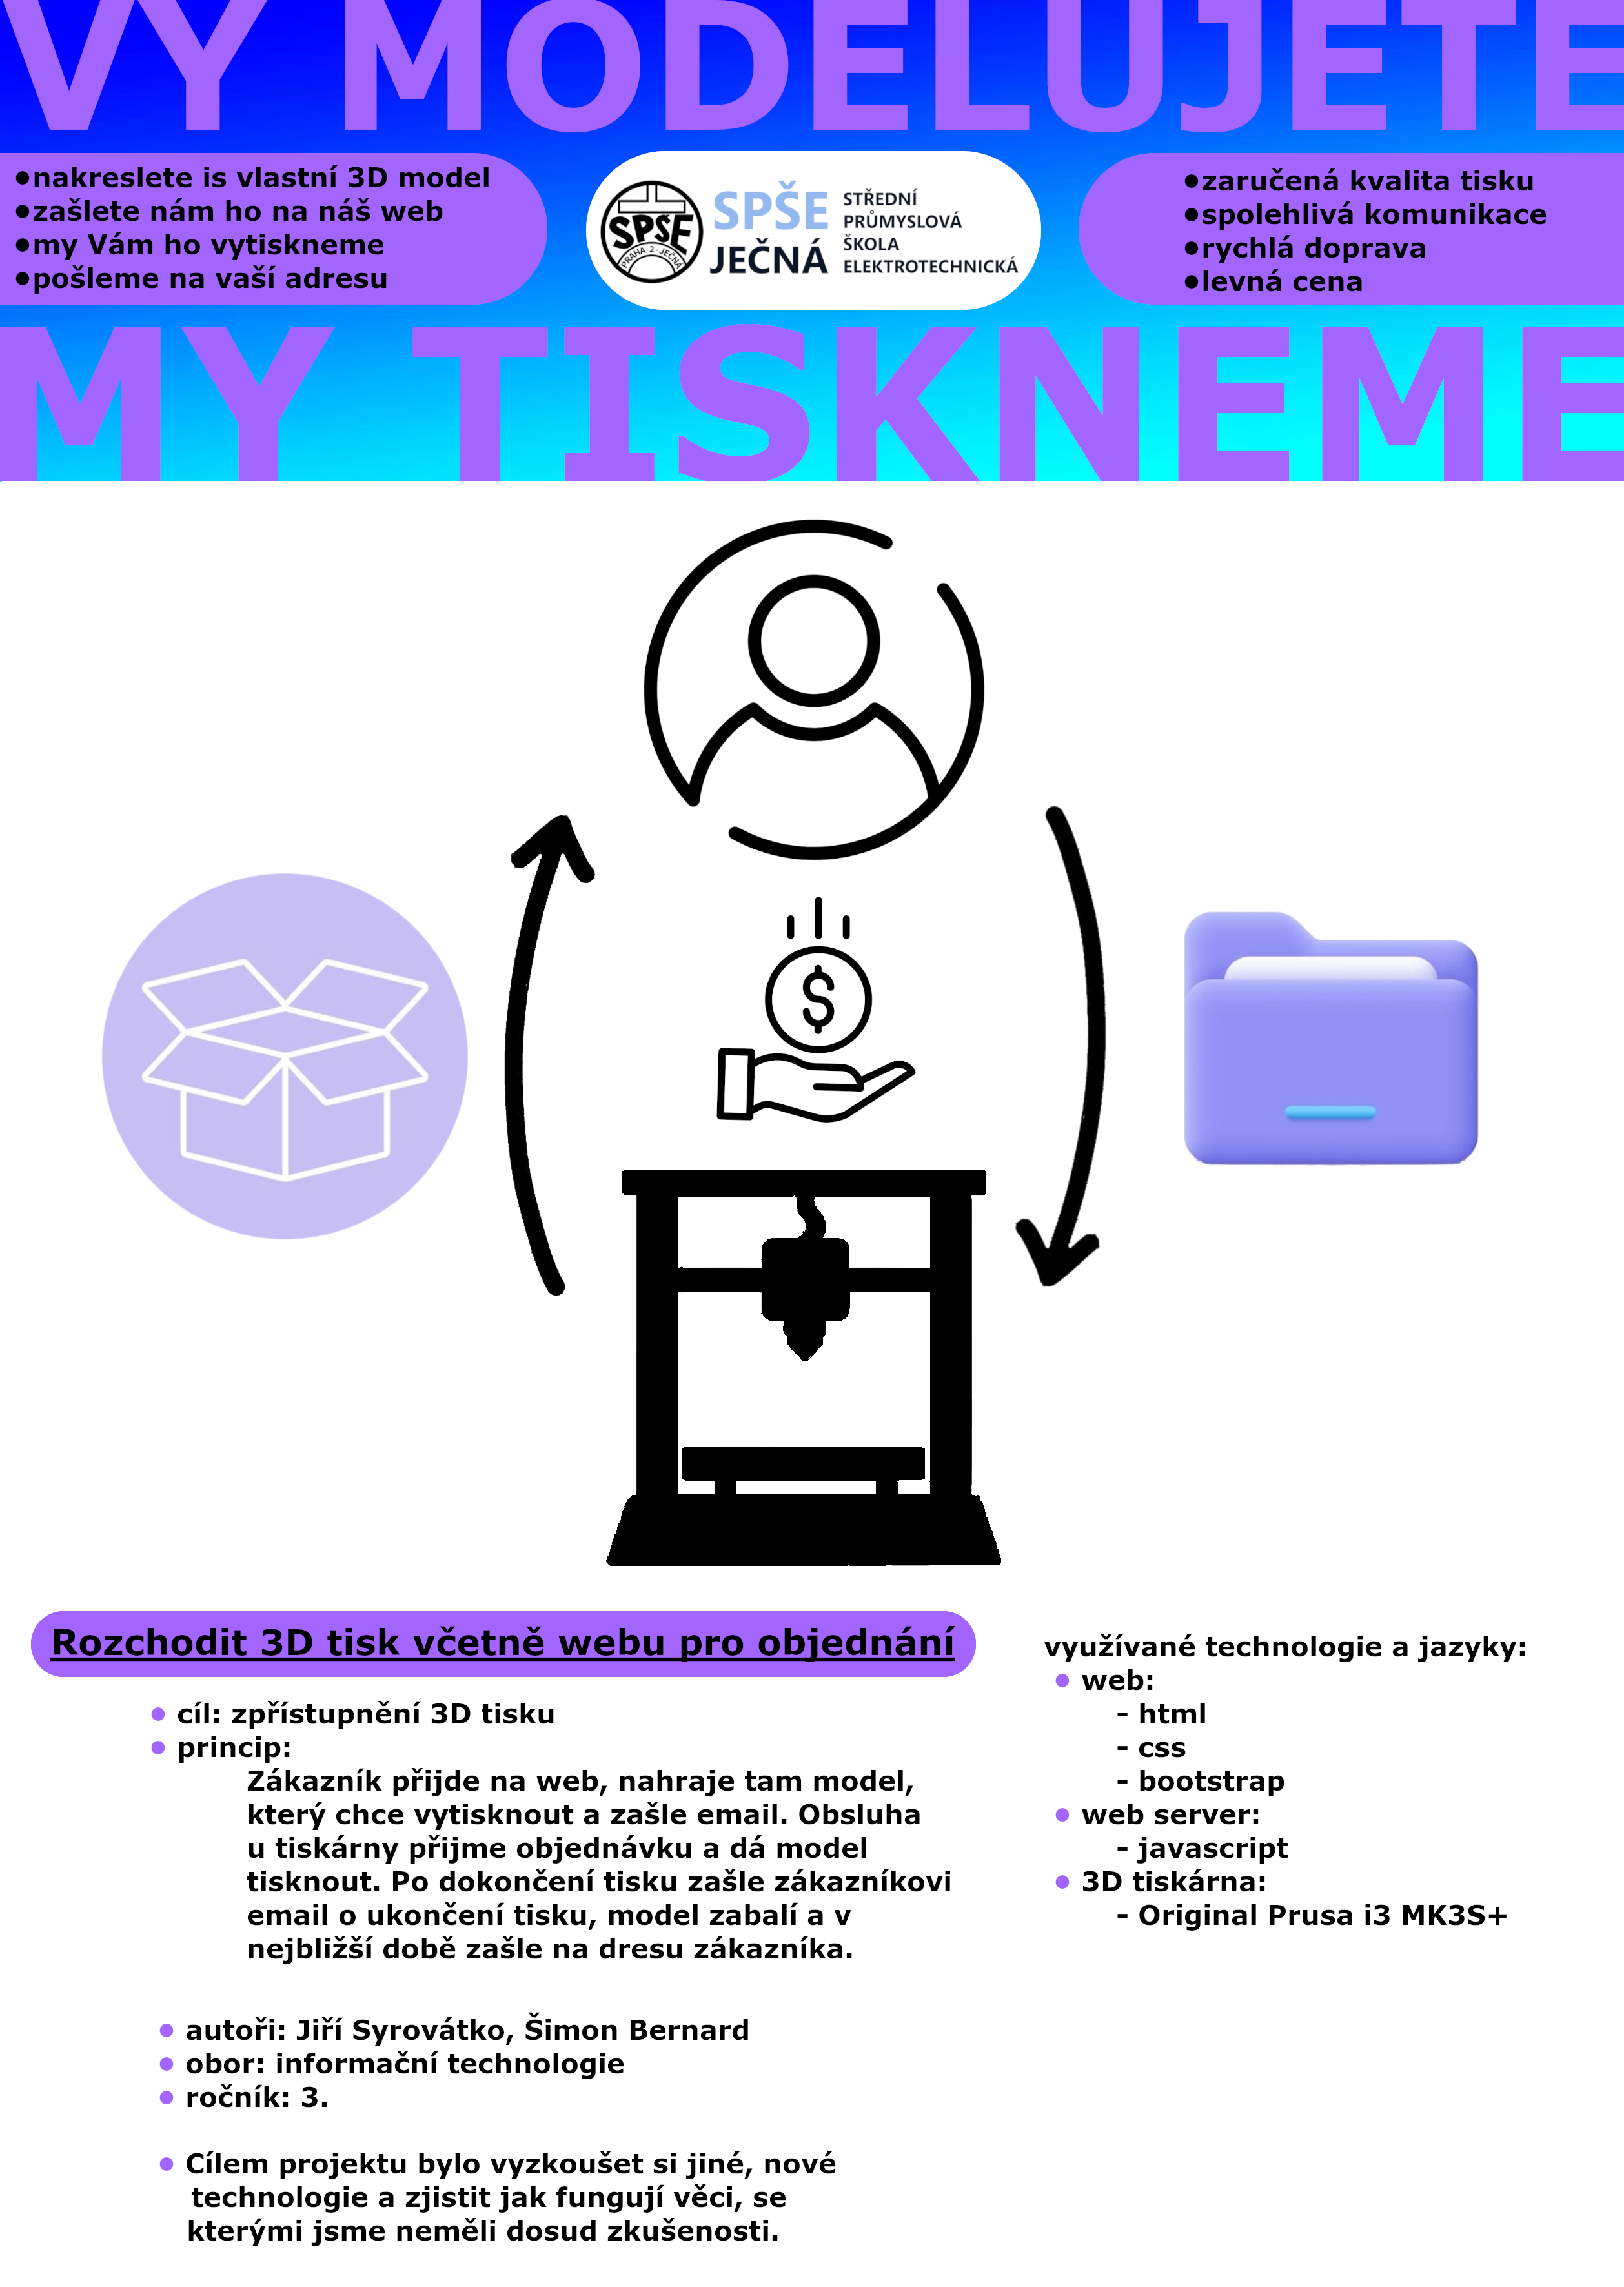 VY MODELUJETE
•nakreslete is vlastní 3D model
•zašlete nám ho na náš web
•my Vám ho vytiskneme
•pošleme na vaší adresu
SPŠE
PRAHA 2-JEČNÁ
SPŠE
JEČNÁ
STŘEDNÍ
PRŮMYSLOVÁ
ŠKOLA
ELEKTROTECHNICKÁ
•zaručená kvalita tisku
•spolehlivá komunikace
•rychlá doprava
•levná cena
MY TISKNEME
$
Rozchodit 3D tisk včetně webu pro objednání
• cíl: zpřístupnění 3D tisku
• princip:
Zákazník přijde na web, nahraje tam model,
který chce vytisknout a zašle email. Obsluha
u tiskárny přijme objednávku a dá model
tisknout. Po dokončení tisku zašle zákazníkovi
email o ukončení tisku, model zabalí a v
nejbližší době zašle na dresu zákazníka.
• autoři: Jiří Syrovátko, Šimon Bernard
• obor: informační technologie
• ročník: 3.
• Cílem projektu bylo vyzkoušet si jiné, nové
technologie a zjistit jak fungují věci, se
kterými jsme neměli dosud zkušenosti.
využívané technologie a jazyky:
• web:
- html
- css
- bootstrap
• web server:
- javascript
• 3D tiskárna:
- Original Prusa i3 MK3S+